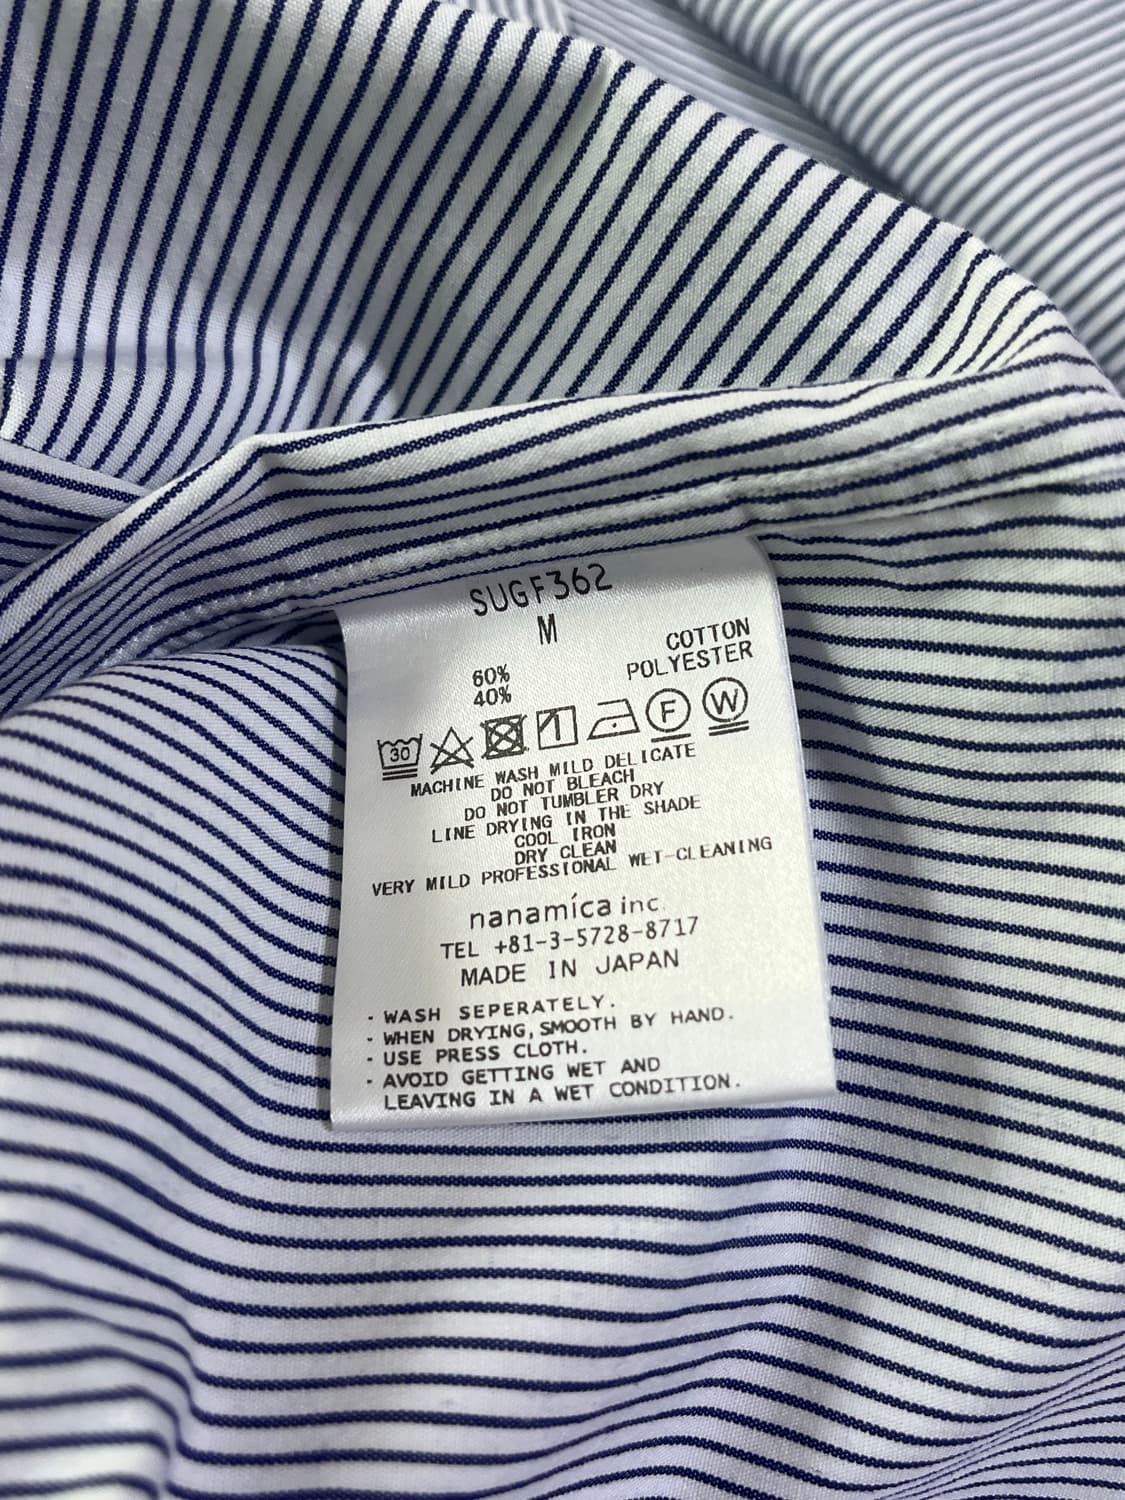 SUGF362
M
60% COTTON
40% POLYESTER
30 F W
MACHINE WASH MILD DELICATE
DO NOT BLEACH
DO NOT TUMBLER DRY
LINE DRYING IN THE SHADE
COOL IRON
DRY CLEAN
VERY MILD PROFESSIONAL WET-CLEANING
nanamíca inc.
TEL +81-3-5728-8717
MADE IN JAPAN
· WASH SEPERATELY.
· WHEN DRYING, SMOOTH BY HAND.
· USE PRESS CLOTH.
· AVOID GETTING WET AND
LEAVING IN A WET CONDITION.